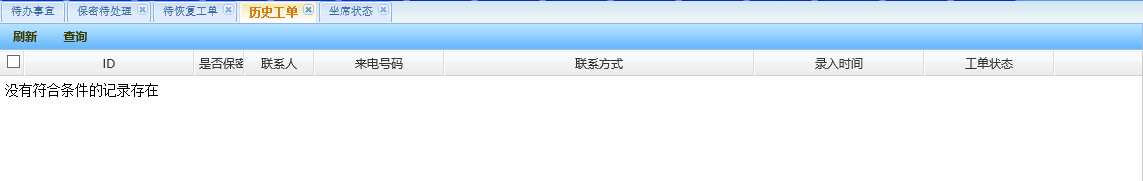 待办事宜 保密待处理 待恢复工单 历史工单 坐席状态
刷新 查询
ID 是否保密 联系人 来电号码 联系方式 录入时间 工单状态
没有符合条件的记录存在